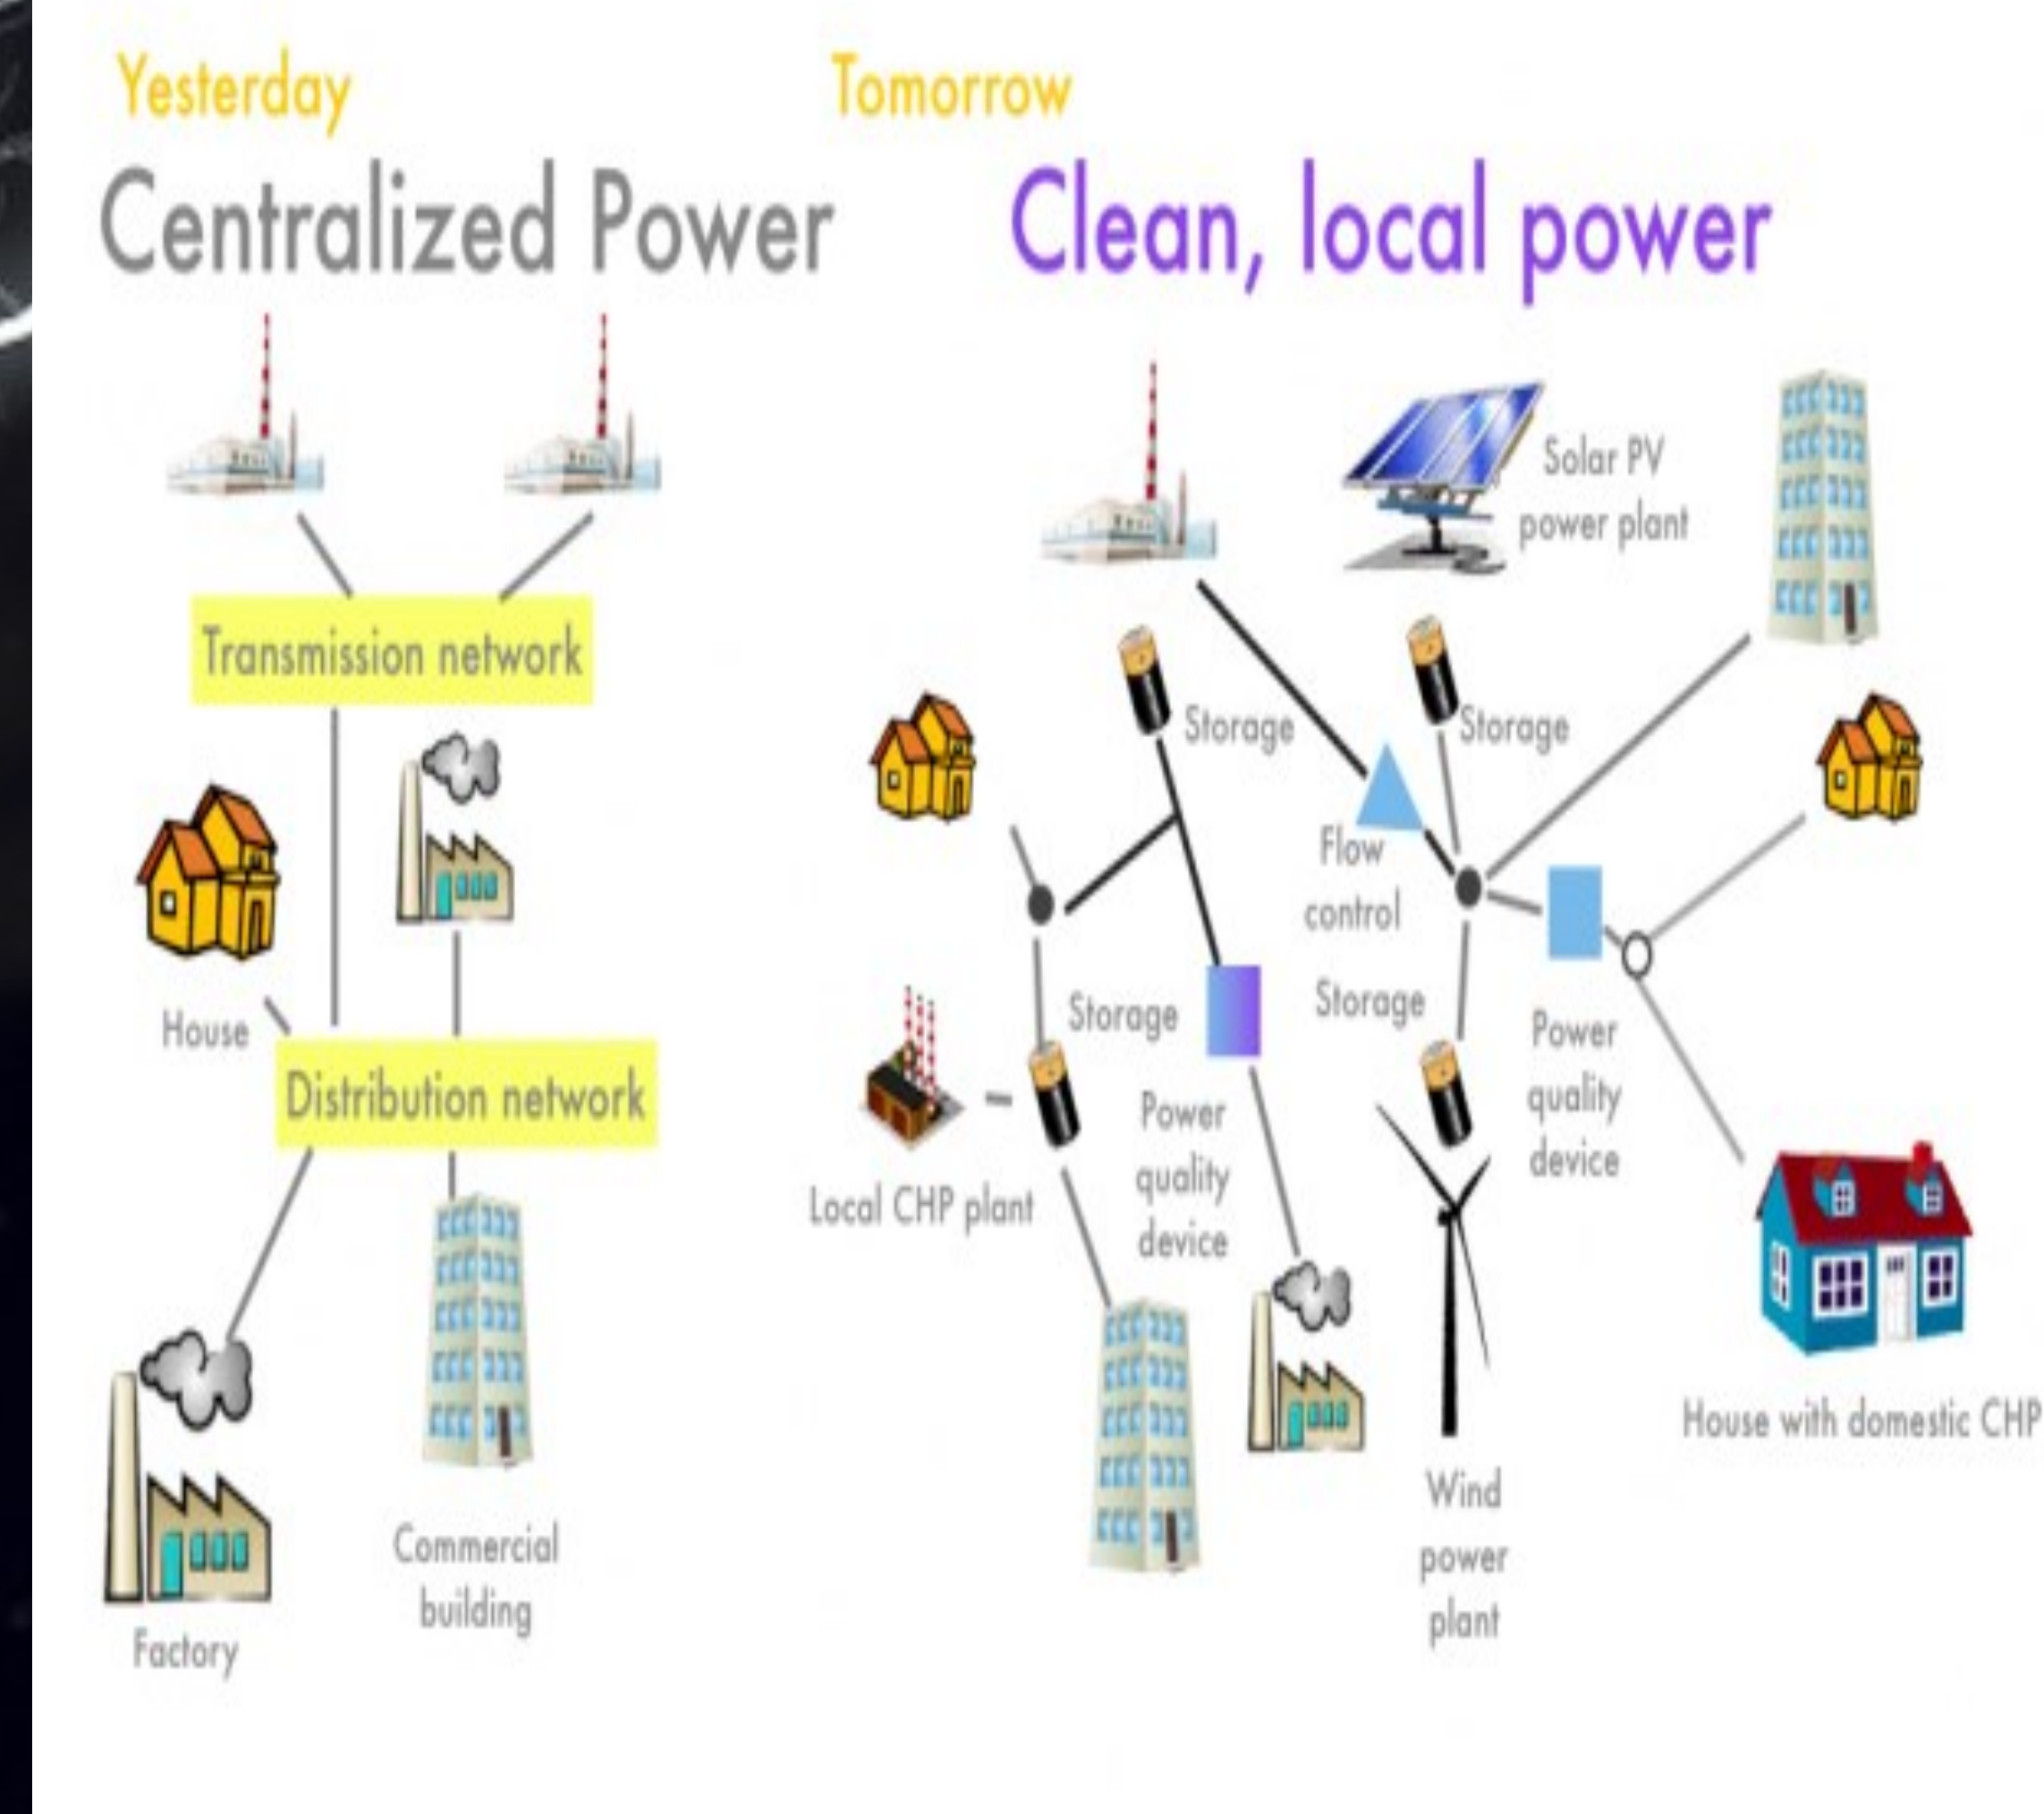 Yesterday
Centralized Power
Transmission network
House
Distribution network
Commercial
building
Factory
Tomorrow
Clean, local power
Solar PV
power plant
Storage
Storage
Flow
control
Storage
Storage
Power
quality
device
Power
quality
device
Local CHP plant
House with domestic CHP
Wind
power
plant